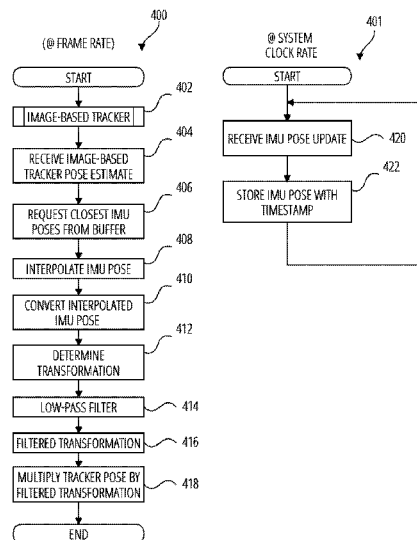 400
(@ FRAME RATE)
START
IMAGE-BASED TRACKER
402
RECEIVE IMAGE-BASED
TRACKER POSE ESTIMATE
404
REQUEST CLOSEST IMU
POSES FROM BUFFER
406
INTERPOLATE IMU POSE
408
CONVERT INTERPOLATED
IMU POSE
410
DETERMINE
TRANSFORMATION
412
LOW-PASS FILTER
414
FILTERED TRANSFORMATION
416
MULTIPLY TRACKER POSE BY
FILTERED TRANSFORMATION
418
END
401
@ SYSTEM
CLOCK RATE
START
RECEIVE IMU POSE UPDATE
420
STORE IMU POSE WITH
TIMESTAMP
422